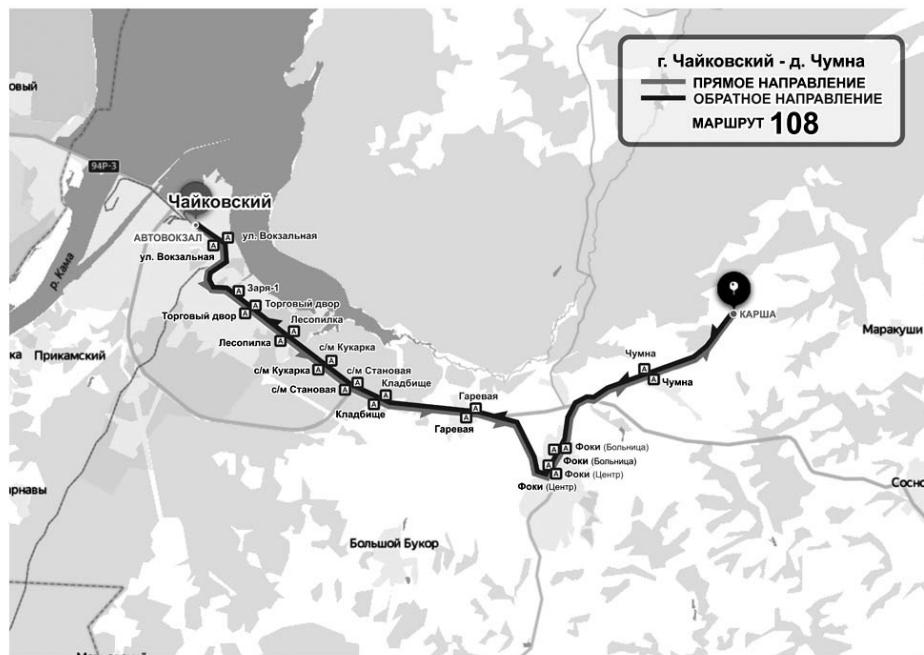 г. Чайковский - д. Чумна
ПРЯМОЕ НАПРАВЛЕНИЕ
ОБРАТНОЕ НАПРАВЛЕНИЕ
МАРШРУТ 108
овый
94Р-3
Чайковский
АВТОВОКЗАЛ
ул. Вокзальная
ул. Вокзальная
р. Кама
Заря-1
Торговый двор
Торговый двор
Лесопилка
Лесопилка
с/м Кукарка
с/м Кукарка
с/м Становая
с/м Становая
Кладбище
Кладбище
Гаревая
Гаревая
КАРША
Маракуши
Чумна
Чумна
ка
Прикамский
Фоки (Больница)
Фоки (Больница)
Фоки (Центр)
Фоки (Центр)
арнавы
Сосно
Большой Букор